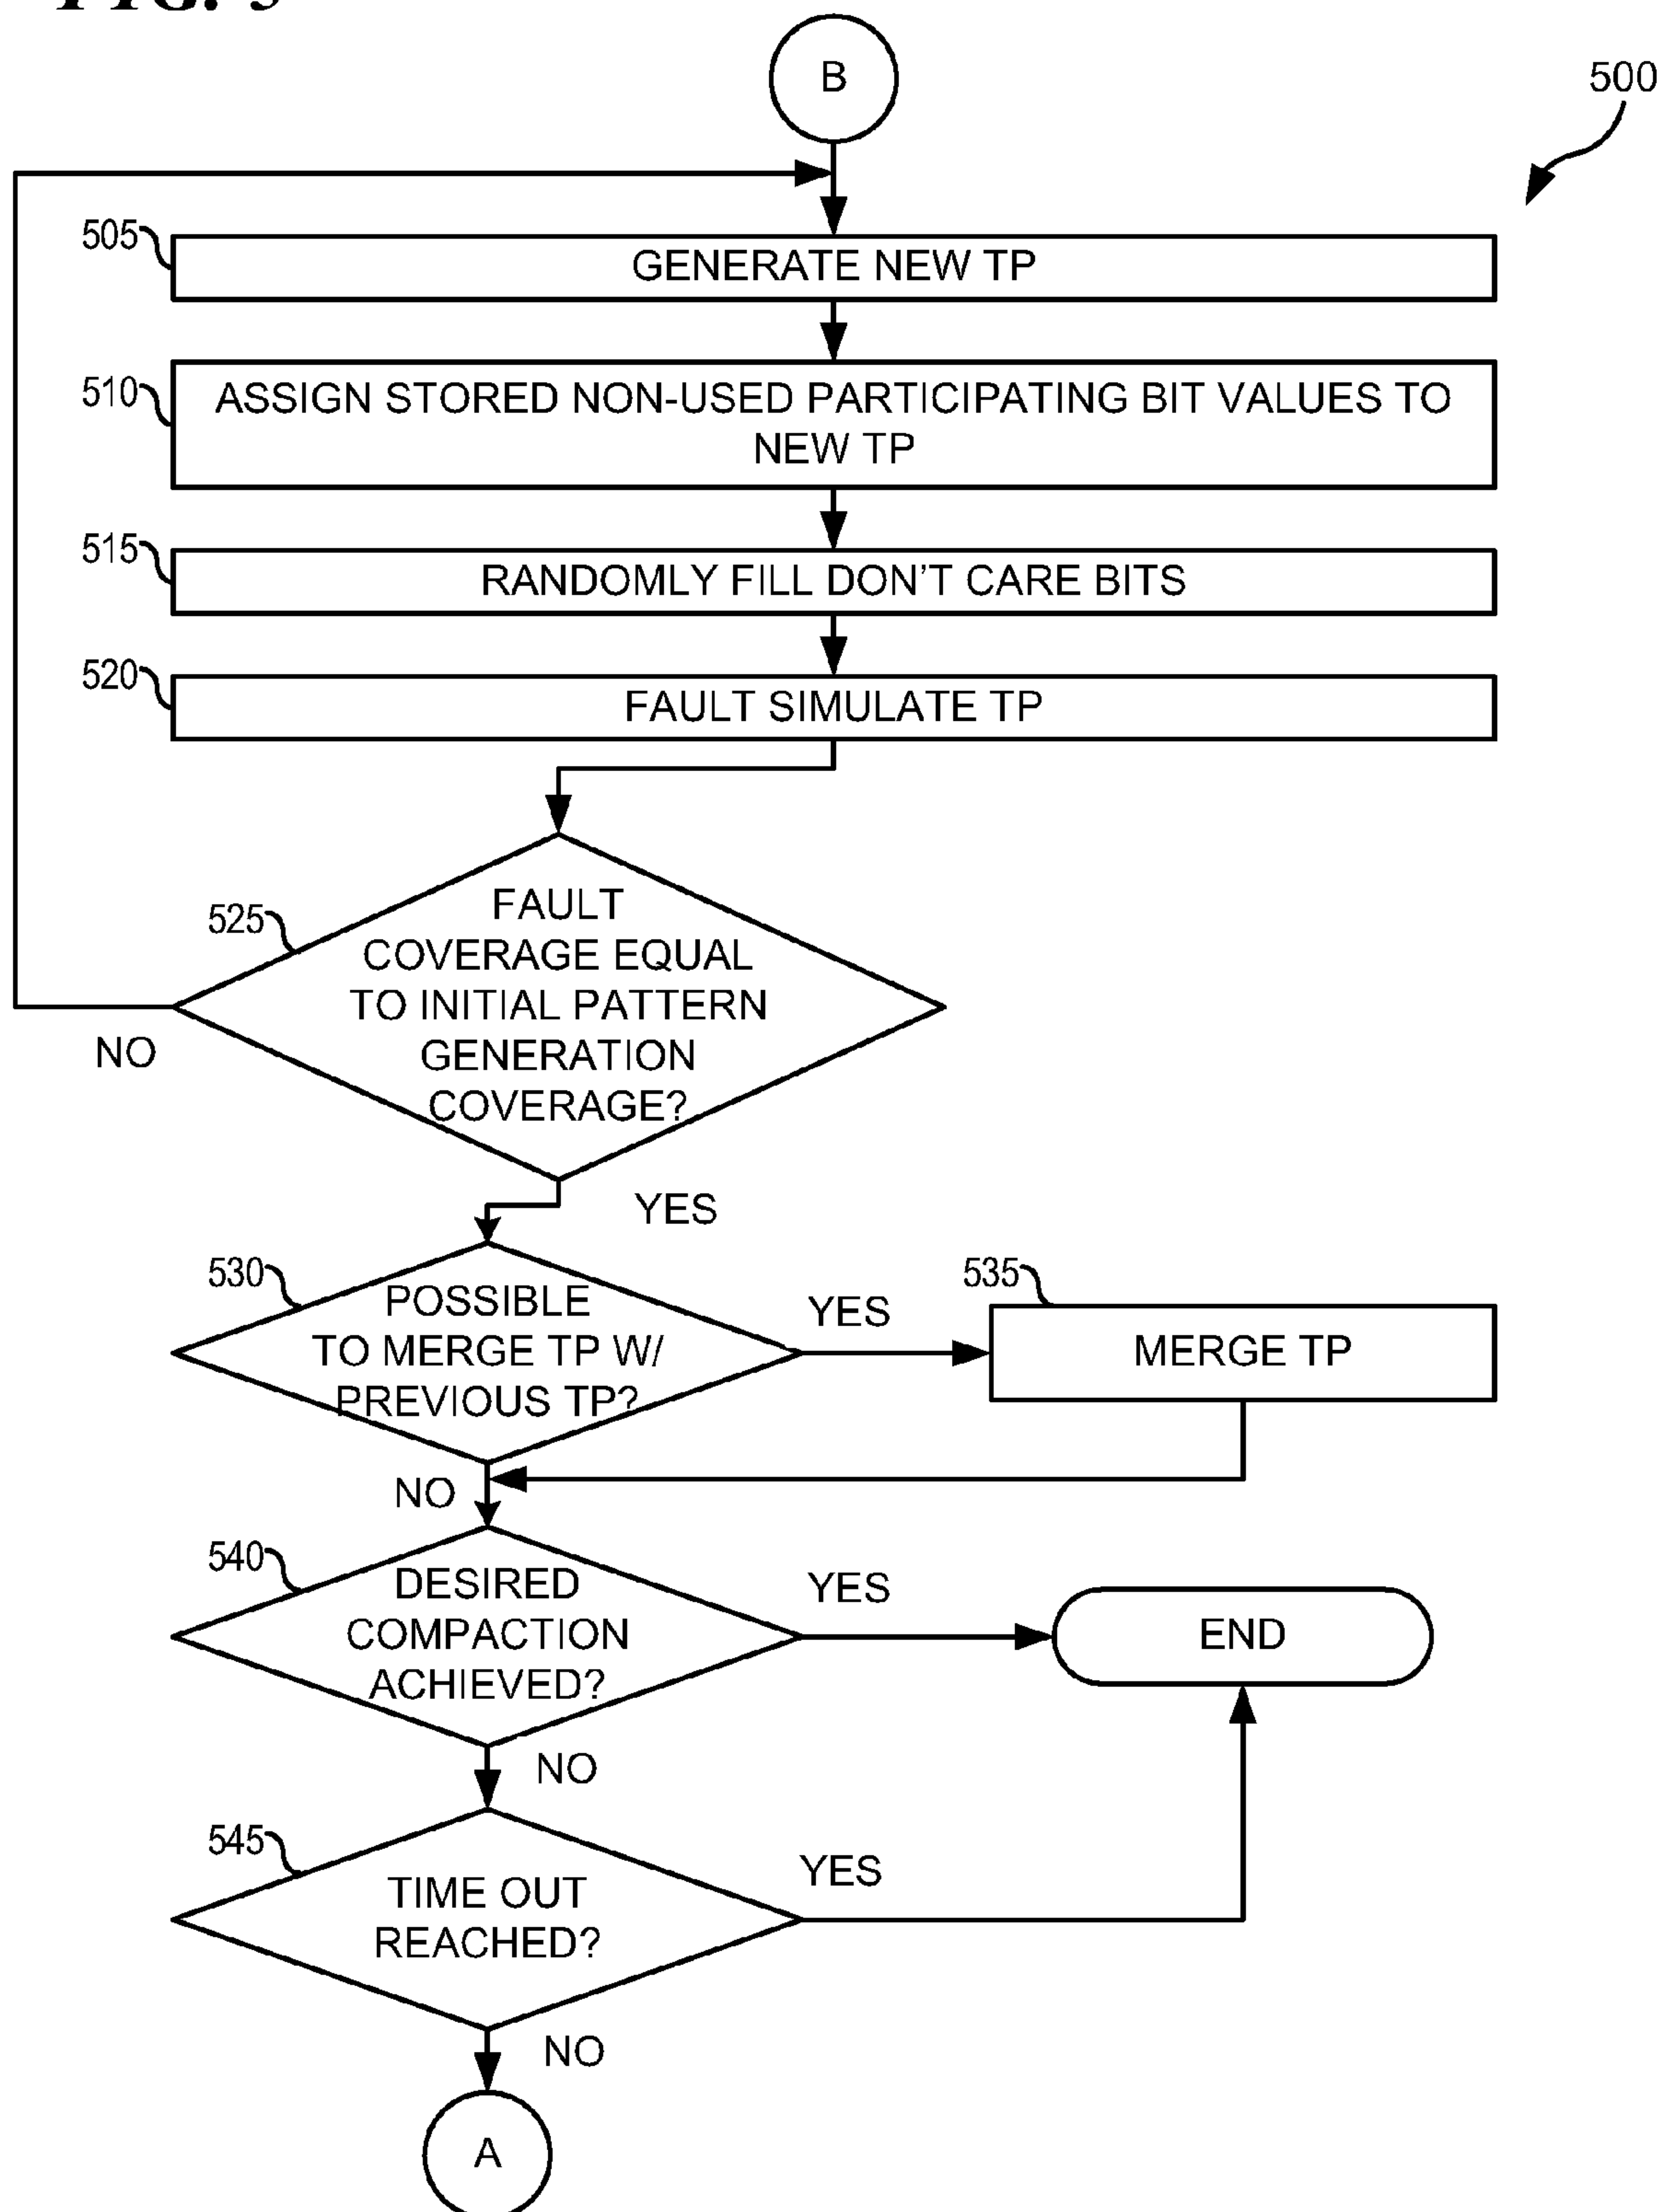 FIG. 5
B
500
505
GENERATE NEW TP
510
ASSIGN STORED NON-USED PARTICIPATING BIT VALUES TO
NEW TP
515
RANDOMLY FILL DON'T CARE BITS
520
FAULT SIMULATE TP
525
FAULT
COVERAGE EQUAL
TO INITIAL PATTERN
GENERATION
COVERAGE?
NO
YES
530
POSSIBLE
TO MERGE TP W/
PREVIOUS TP?
YES
535
MERGE TP
NO
540
DESIRED
COMPACTION
ACHIEVED?
YES
END
NO
545
TIME OUT
REACHED?
YES
NO
A